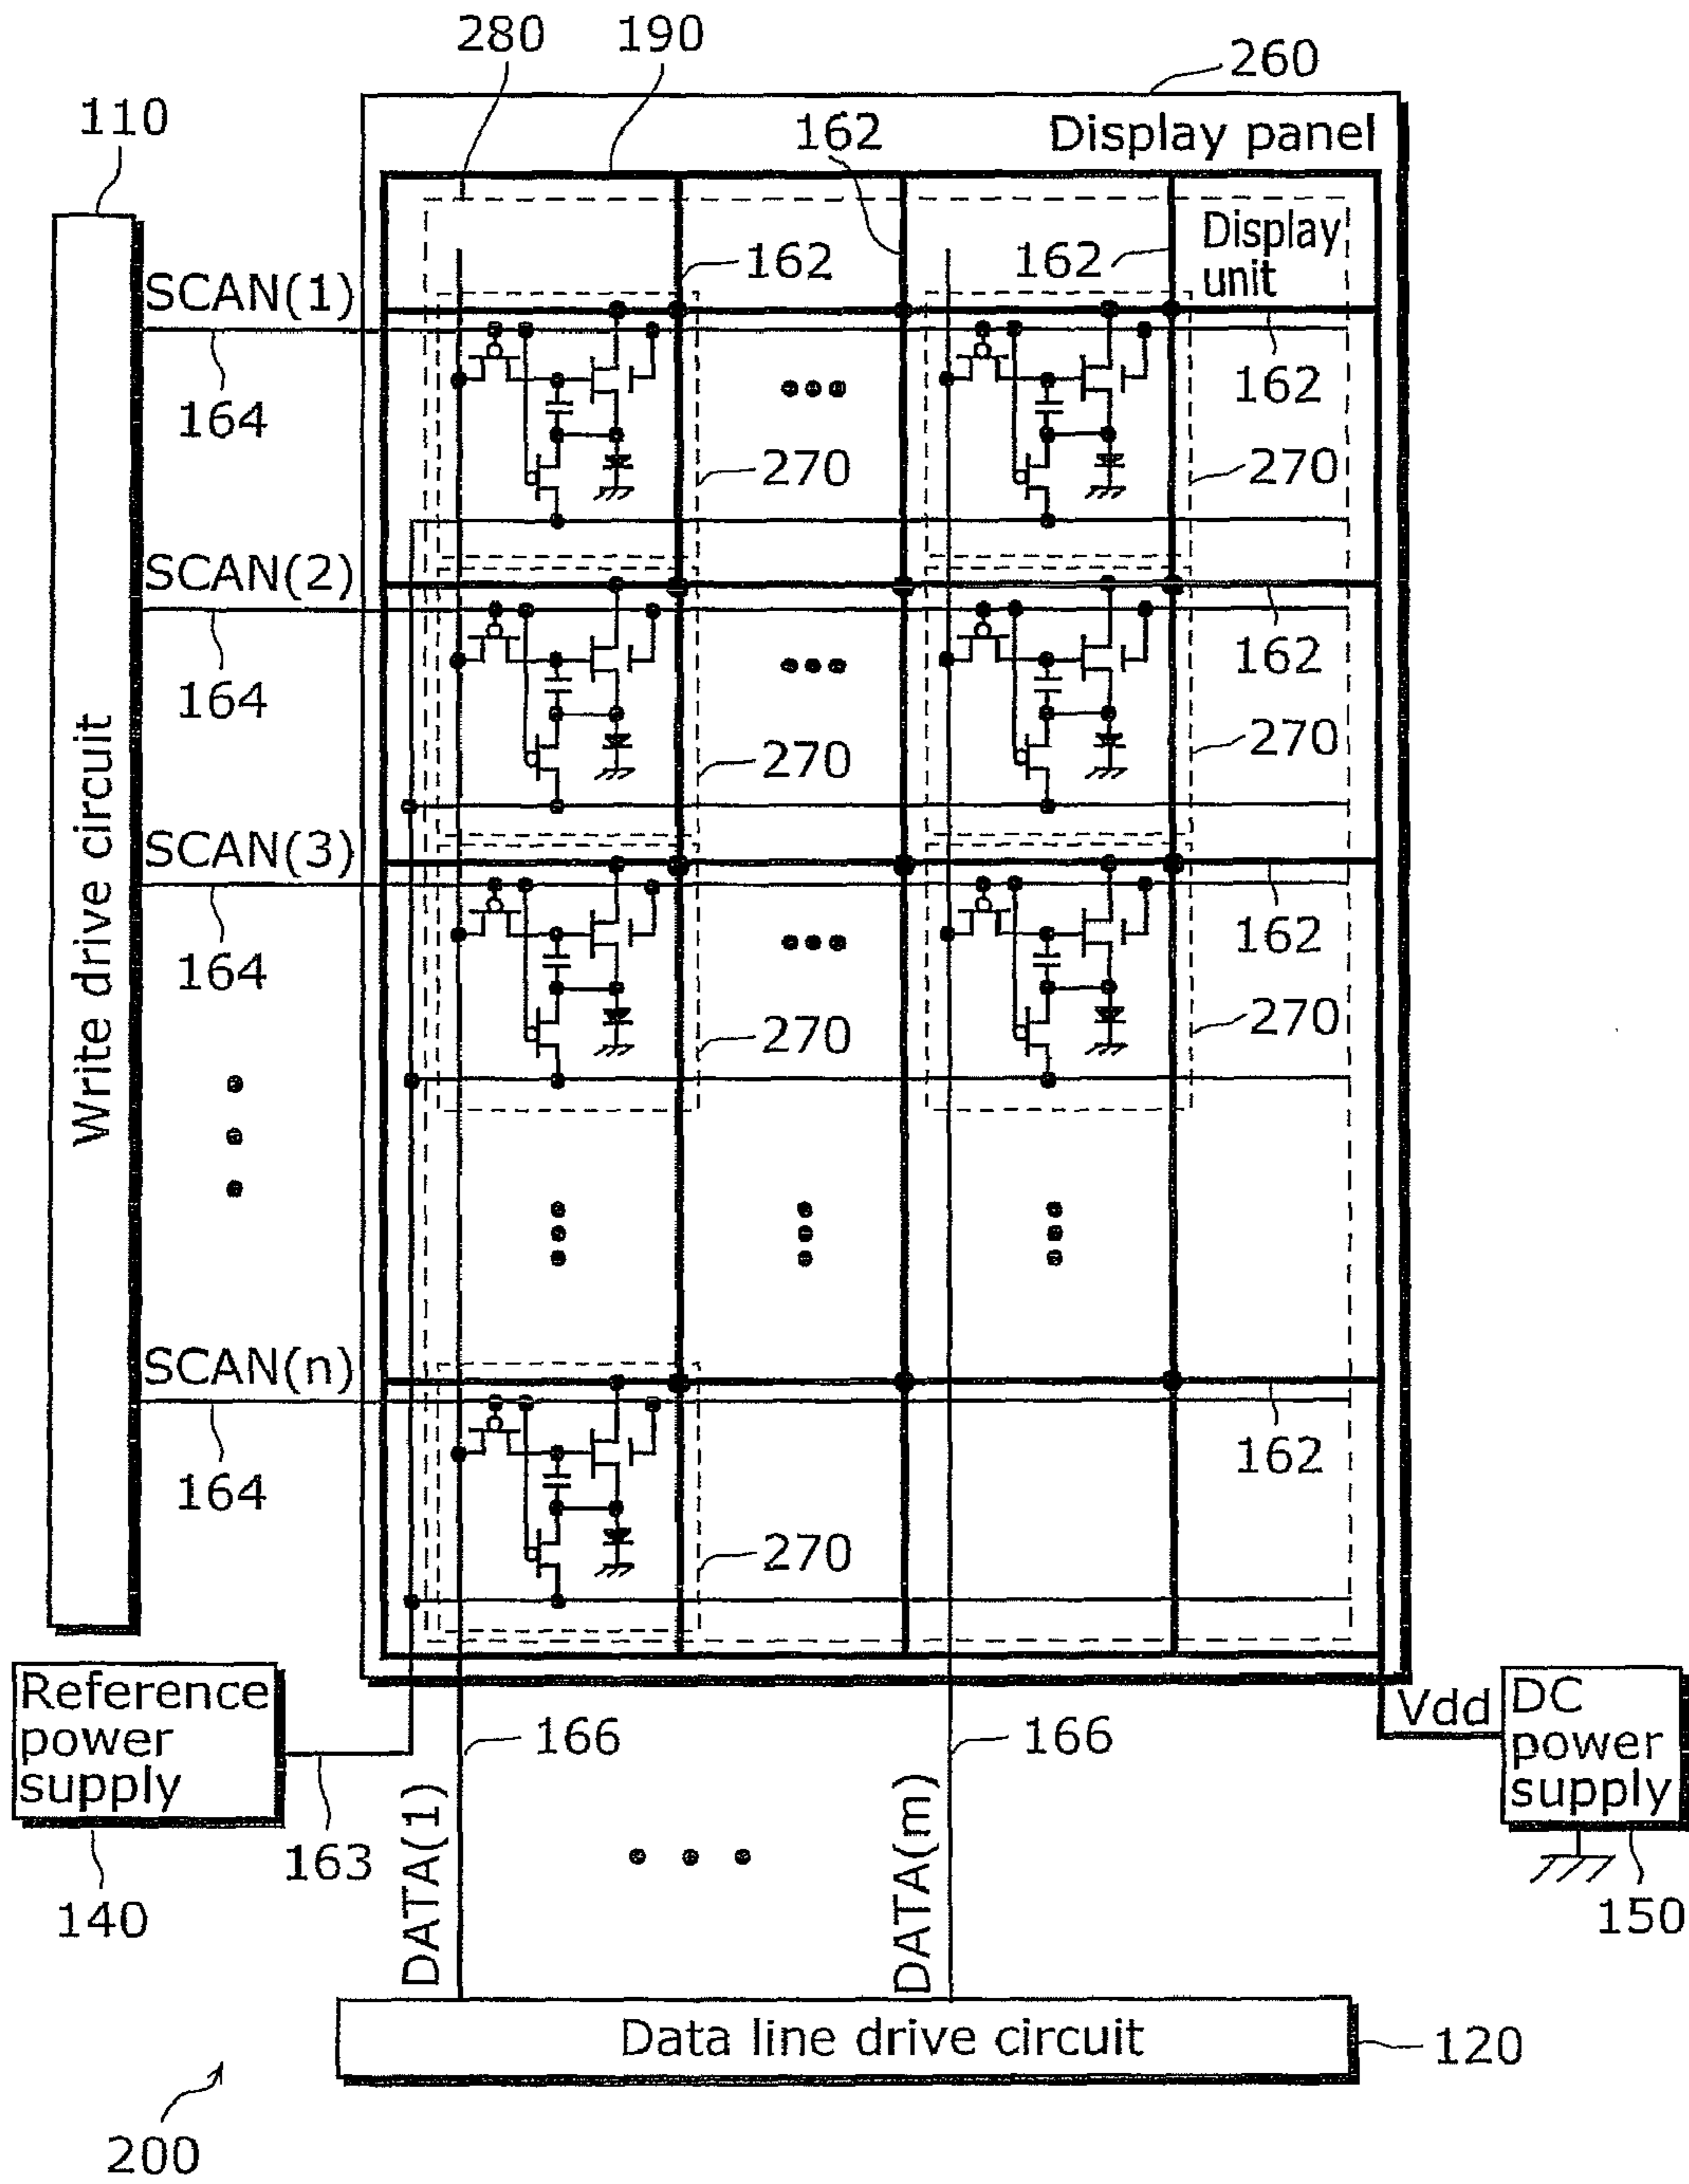 280
190
260
110
162
Display panel
Display
unit
162
162
SCAN(1)
162
164
270
270
SCAN(2)
162
164
270
270
SCAN(3)
162
164
270
270
Write drive circuit
SCAN(n)
162
164
270
Reference
power
supply
Vdd
DC
power
supply
166
166
163
DATA(1)
DATA(m)
140
150
Data line drive circuit
120
200